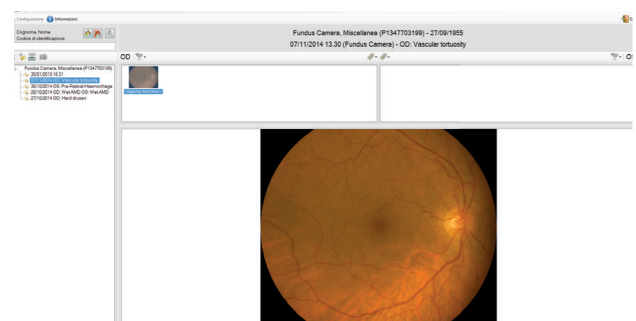 Configurazione Informazioni
Cognome, Nome
Codice di identificazione
Fundus Camera, Miscellanea (P1347703199) - 27/09/1955
07/11/2014 13.30 (Fundus Camera) - OD: Vascular tortuosity
OD
Fundus Camera, Miscellanea (P1347703199)
30/01/2015 16.31
07/11/2014 OD: Vascular tortuosity
30/10/2014 OS: Pre-Retinal Haemorrhage
28/10/2014 OD: Wet AMD OS: Wet AMD
27/10/2014 OD: Hard drusen